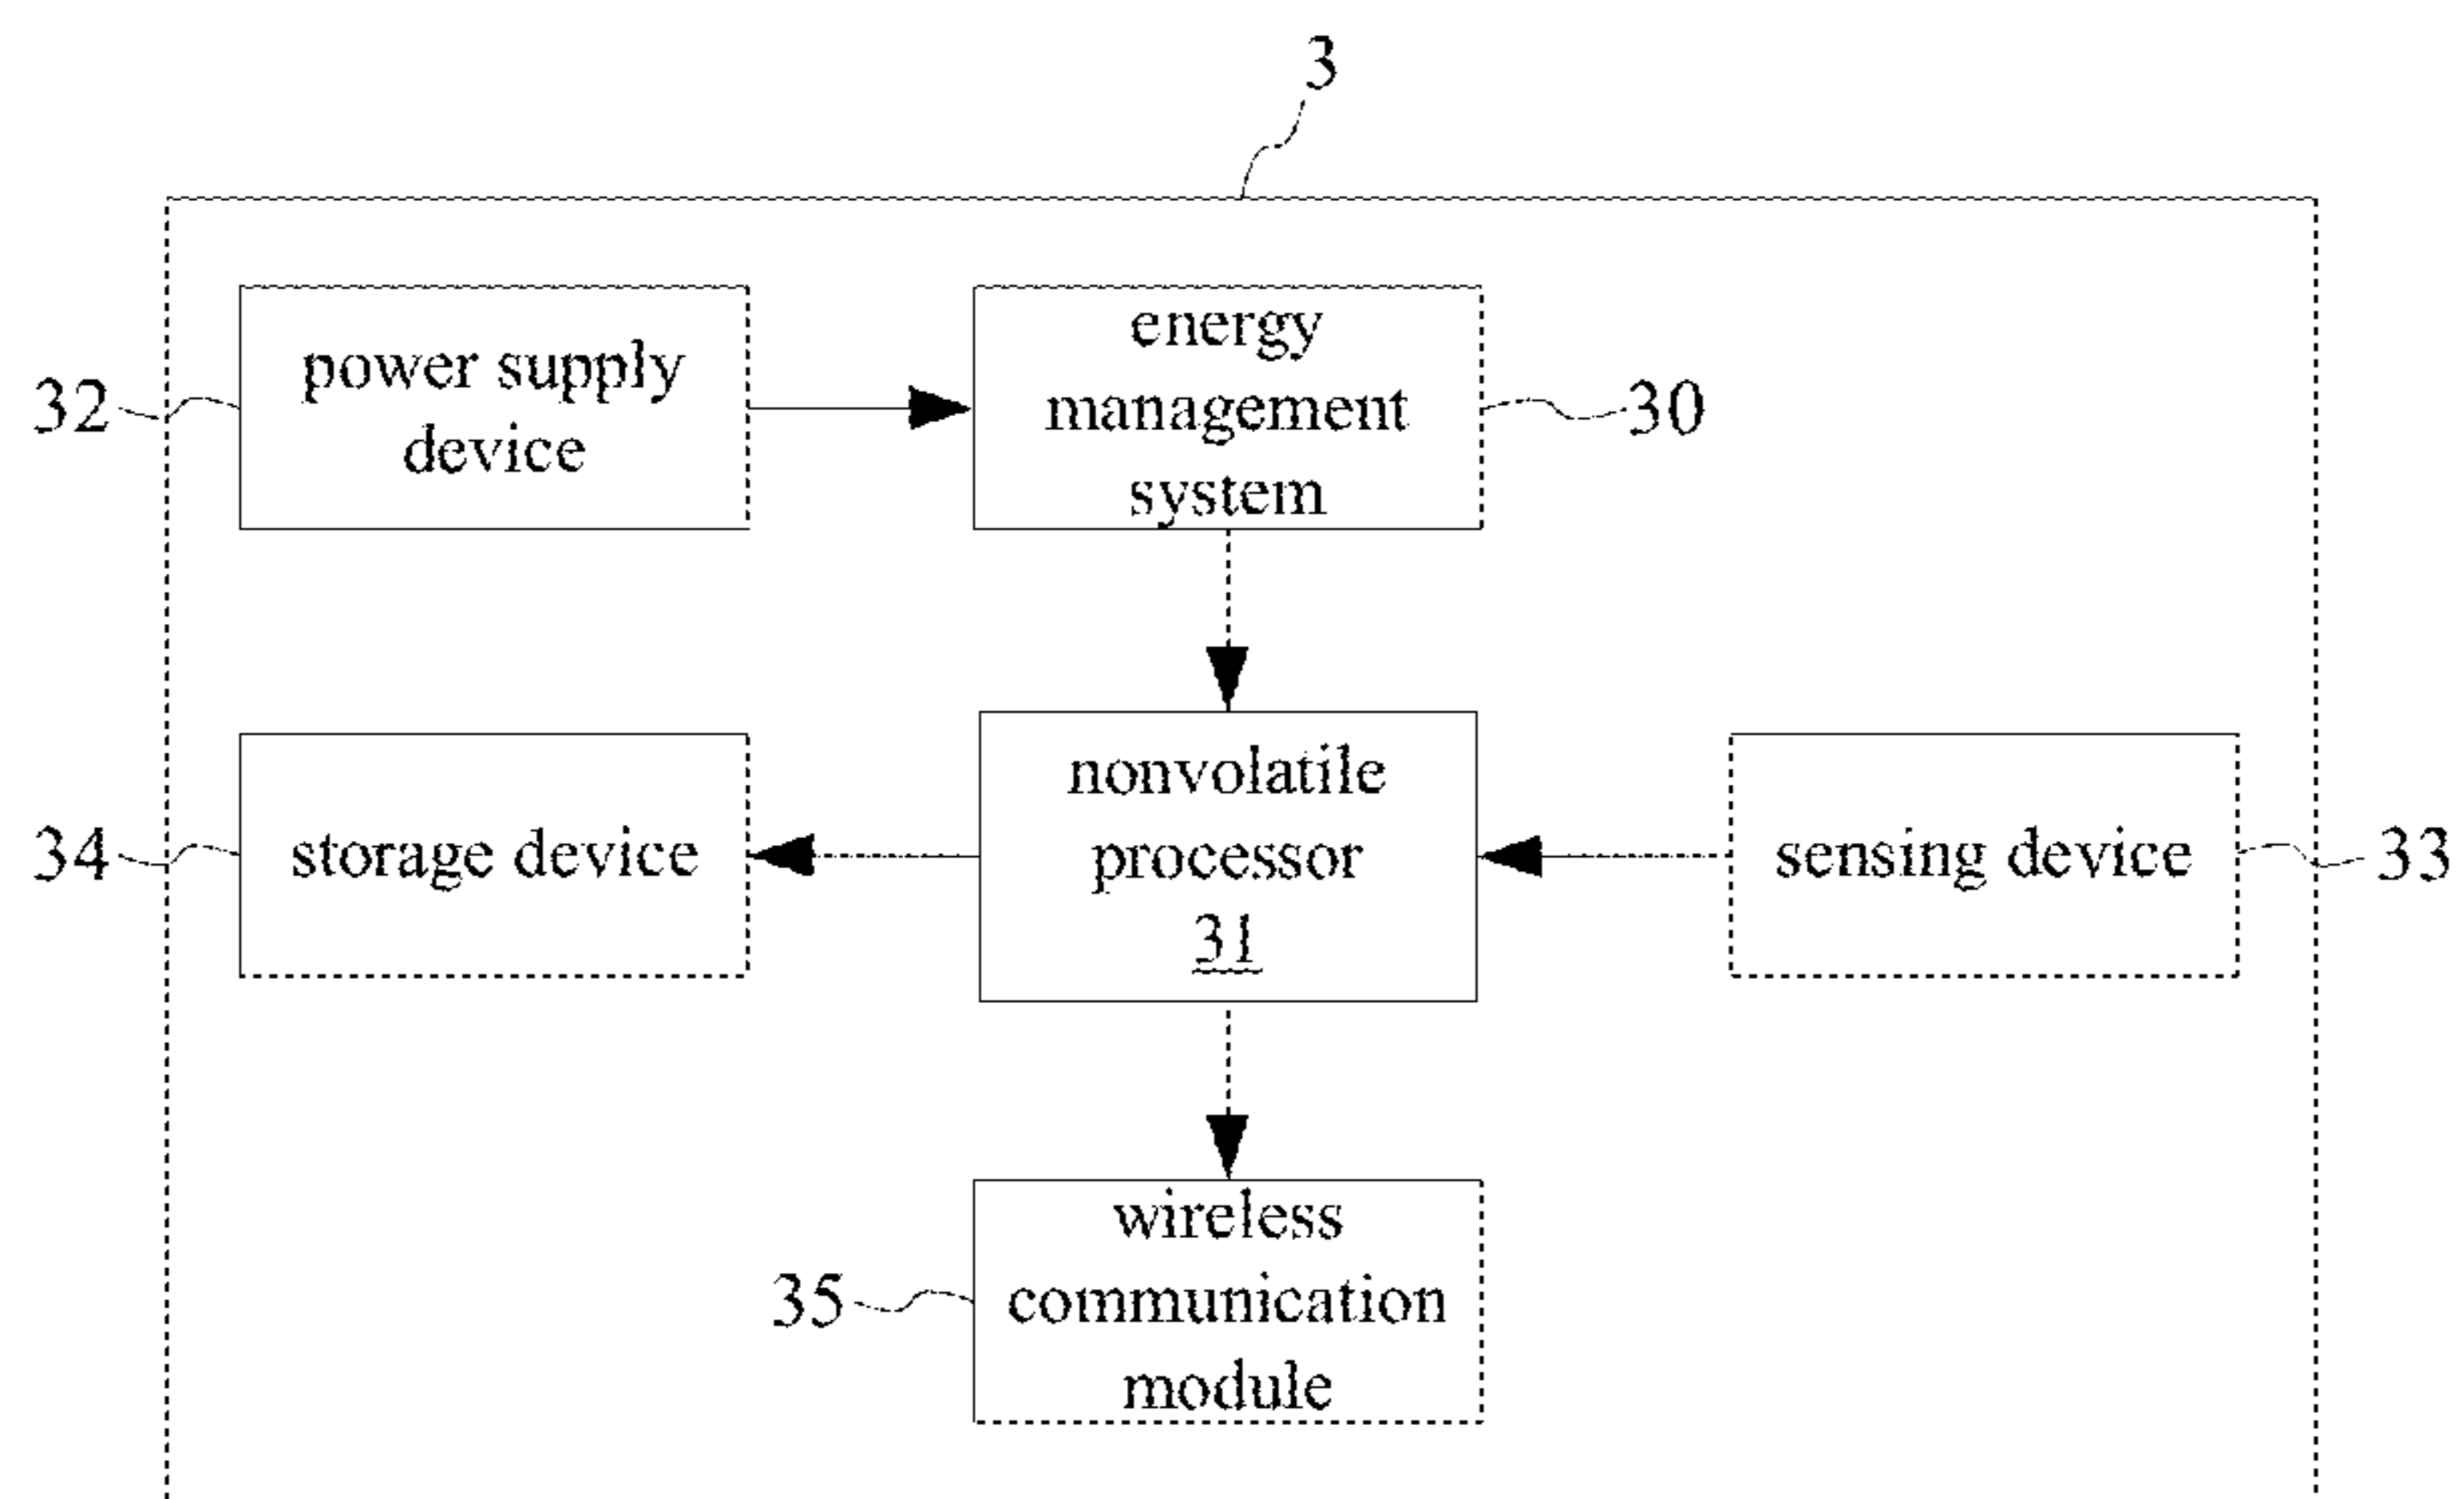 3
power supply
device
32
energy
management
system
30
nonvolatile
processor
31
storage device
34
sensing device
33
wireless
communication
module
35